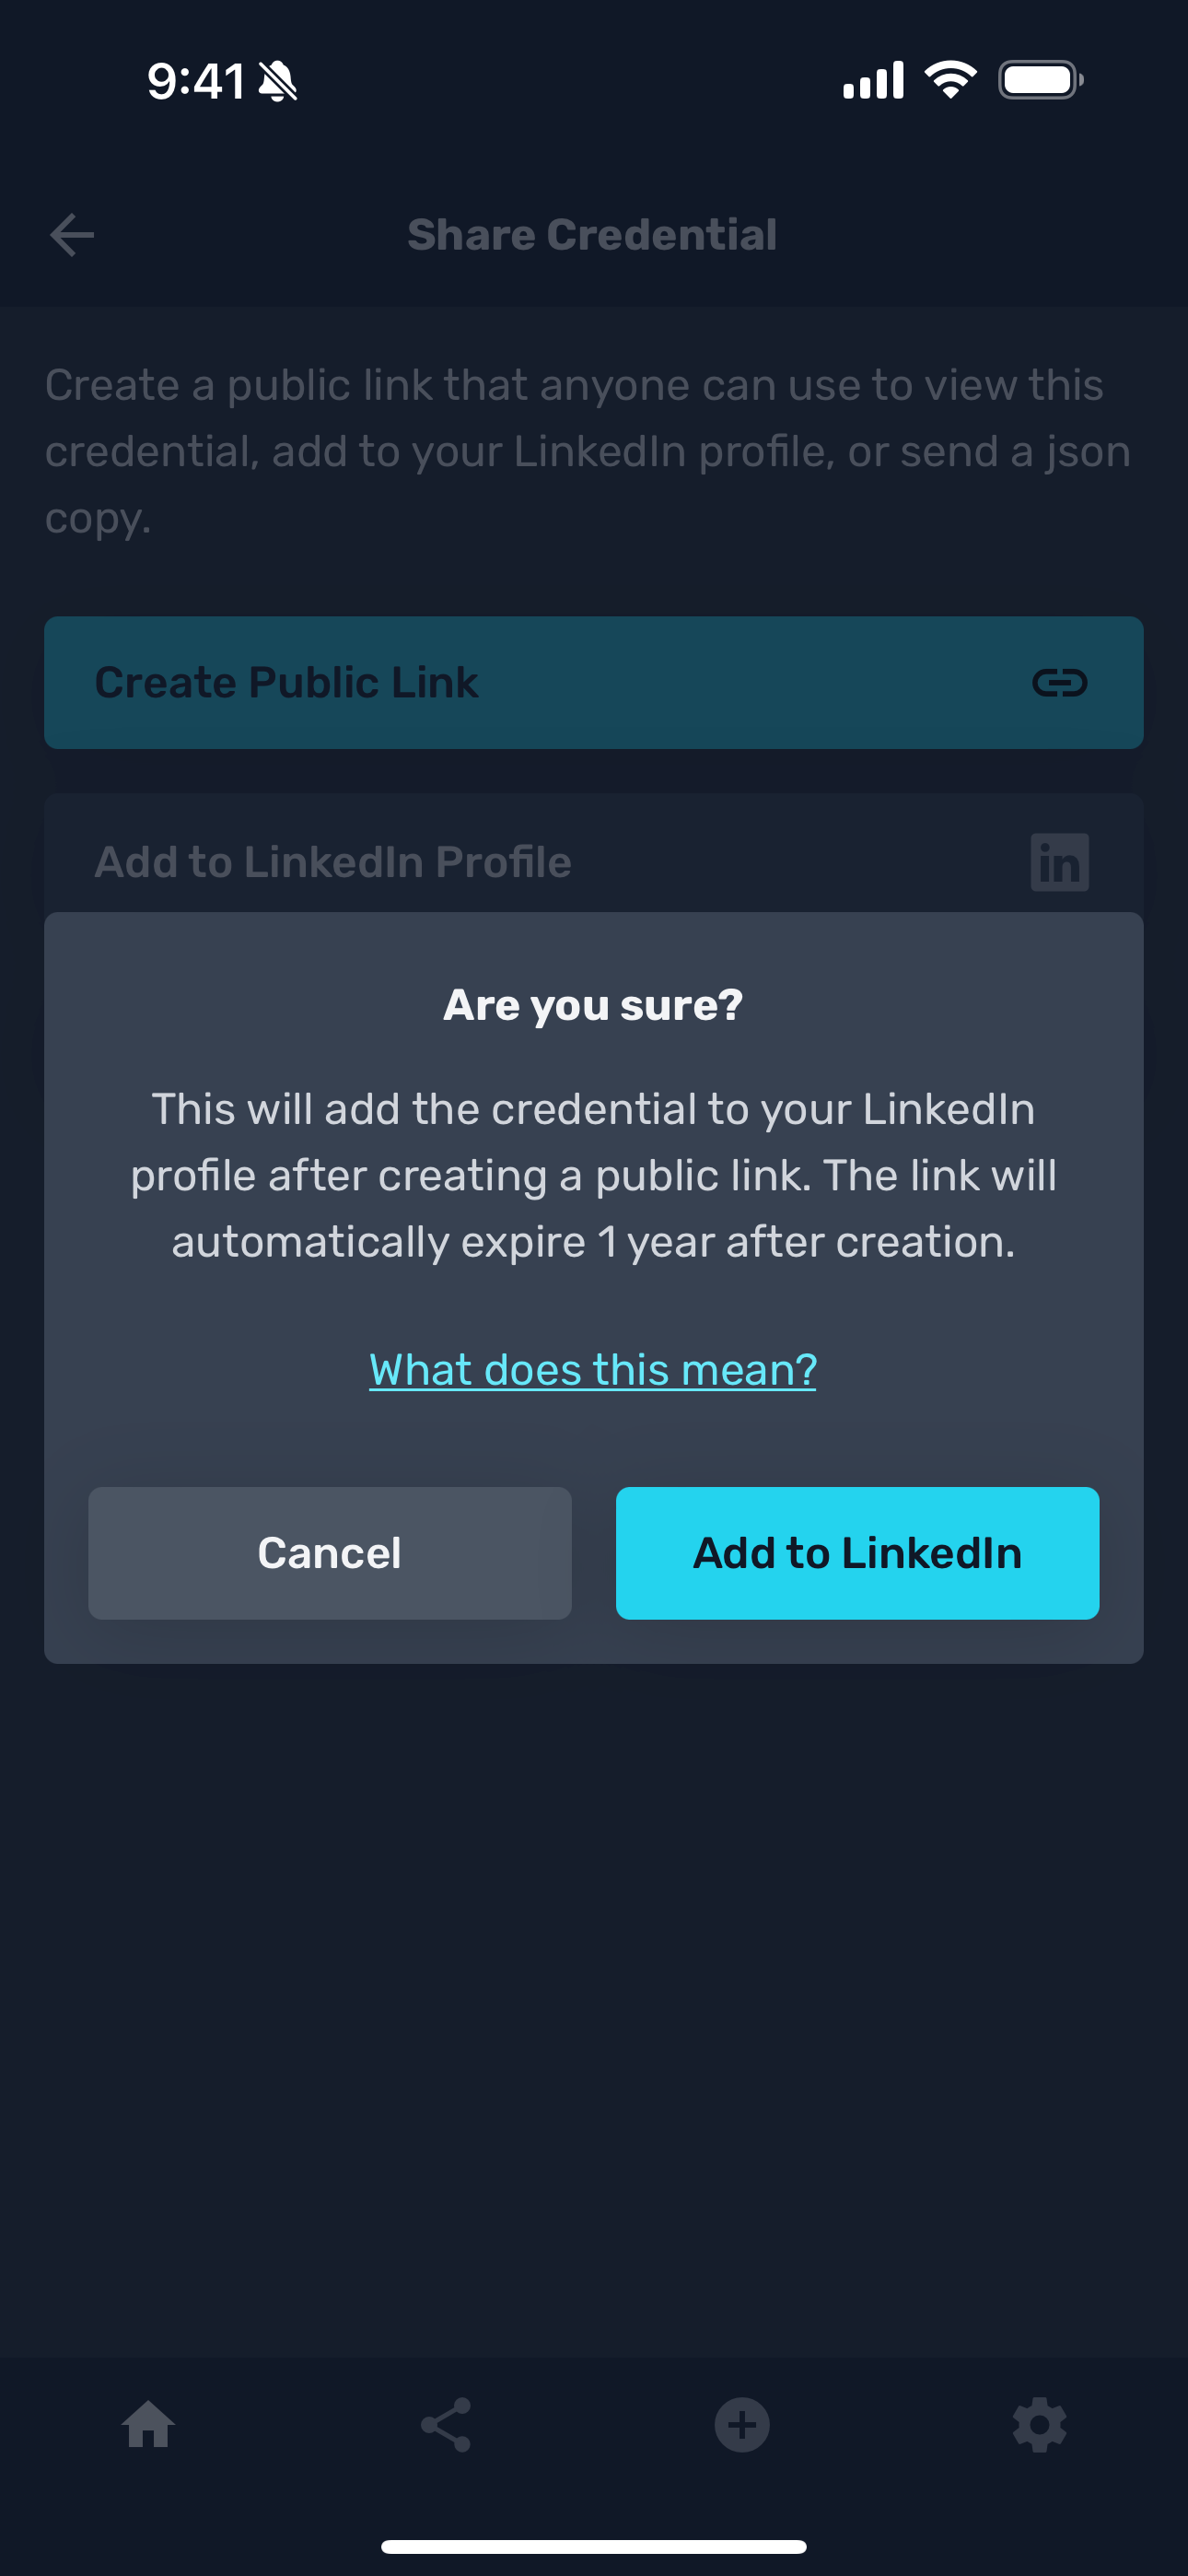 9:41
Share Credential
Create a public link that anyone can use to view this
credential, add to your LinkedIn profile, or send a json
copy.
Create Public Link
Add to LinkedIn Profile
in
Are you sure?
This will add the credential to your LinkedIn
profile after creating a public link. The link will
automatically expire 1 year after creation.
What does this mean?
Cancel
Add to LinkedIn